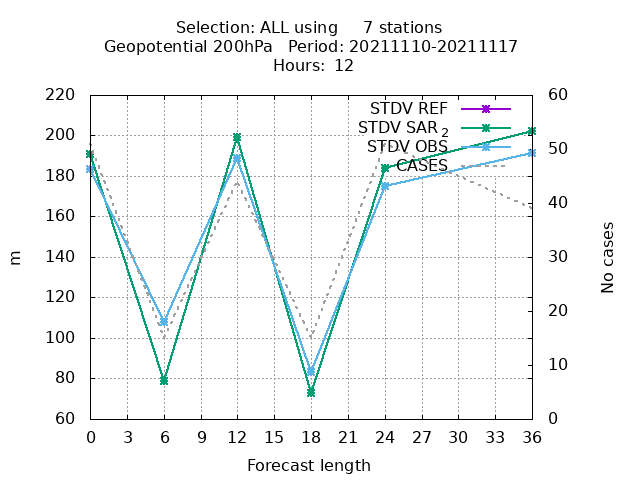 Selection: ALL using     7 stations
Geopotential 200hPa   Period: 20211110-20211117
Hours: 12
STDV REF
STDV SAR 2
STDV OBS
CASES
220
200
180
160
140
120
100
80
60
m
60
50
40
30
20
10
0
No cases
0 3 6 9 12 15 18 21 24 27 30 33 36
Forecast length